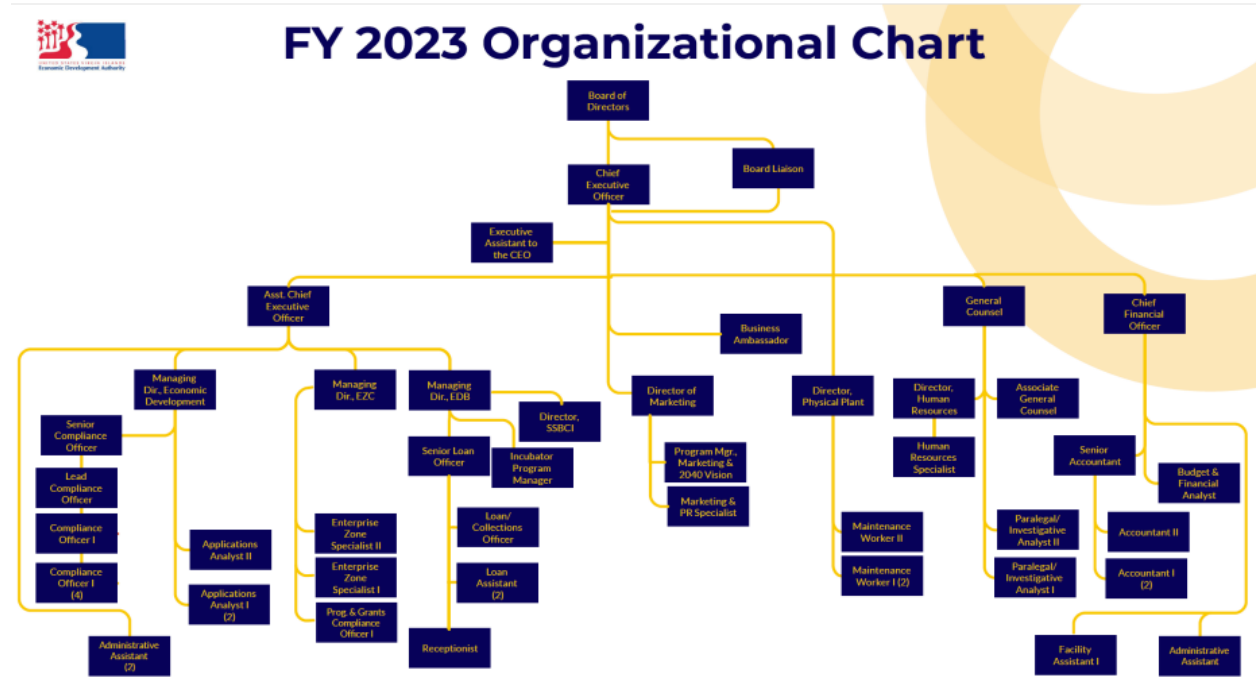 FY 2023 Organizational Chart
UNITED STATES VIRGIN ISLANDS
Economic Development Authority
Board of
Directors
Chief
Executive
Officer
Board Liaison
Executive
Assistant to
the CEO
Asst. Chief
Executive
Officer
General
Counsel
Chief
Financial
Officer
Business
Ambassador
Managing
Dir., Economic
Development
Managing
Dir., EZC
Managing
Dir., EDB
Director,
SSBCI
Director of
Marketing
Director,
Physical Plant
Director,
Human
Resources
Associate
General
Counsel
Senior
Compliance
Officer
Senior Loan
Officer
Incubator
Program
Manager
Program Mgr.,
Marketing &
2040 Vision
Human
Resources
Specialist
Senior
Accountant
Budget &
Financial
Analyst
Lead
Compliance
Officer
Marketing &
PR Specialist
Compliance
Officer I
Applications
Analyst II
Enterprise
Zone
Specialist II
Loan/
Collections
Officer
Maintenance
Worker II
Paralegal/
Investigative
Analyst II
Accountant II
Compliance
Officer I
(4)
Applications
Analyst I
(2)
Enterprise
Zone
Specialist I
Loan
Assistant
(2)
Maintenance
Worker I (2)
Paralegal/
Investigative
Analyst I
Accountant I
(2)
Prog. & Grants
Compliance
Officer I
Administrative
Assistant
(2)
Receptionist
Facility
Assistant I
Administrative
Assistant